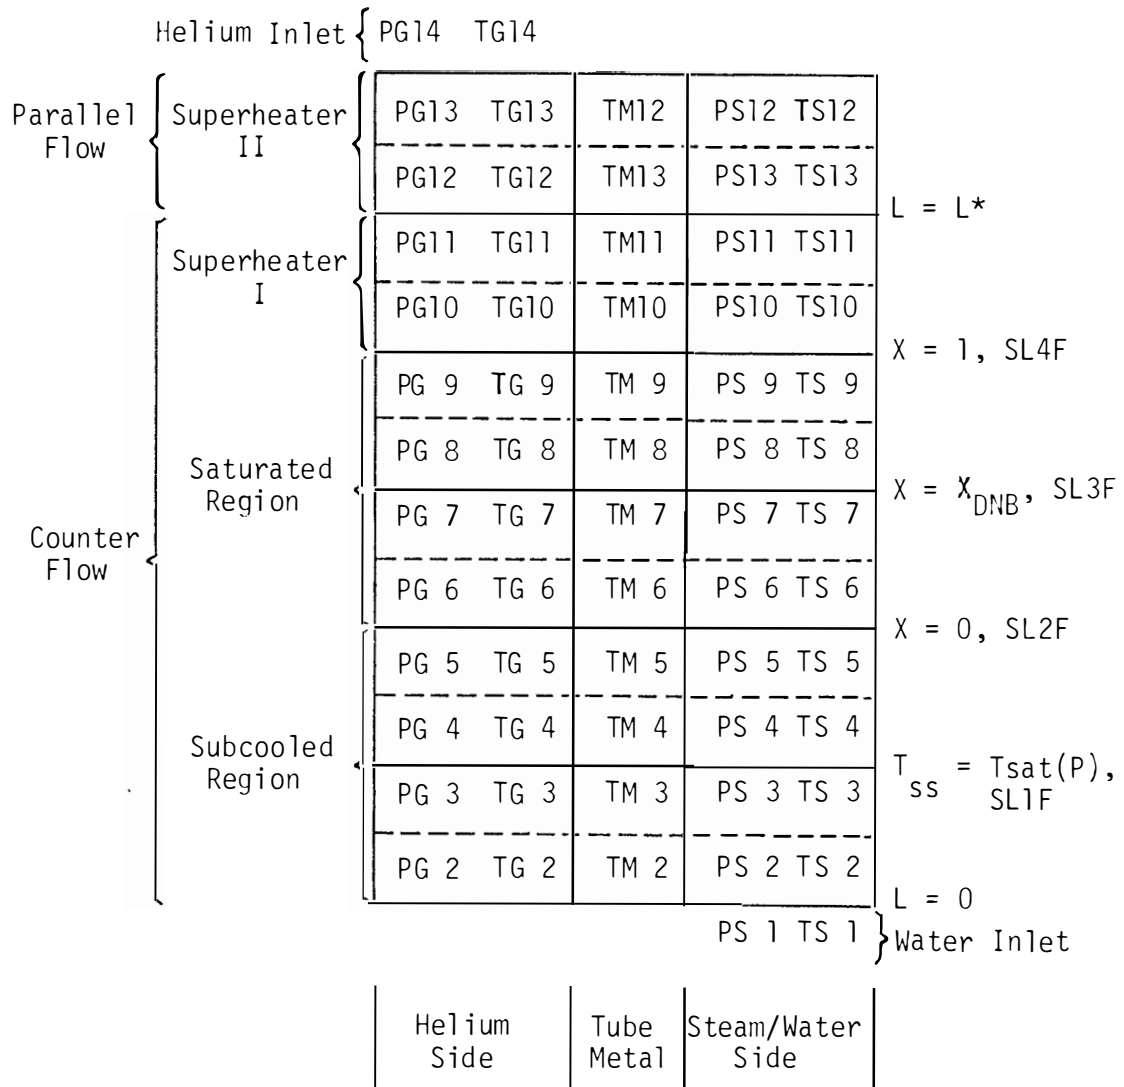 Helium Inlet { PG14 TG14
Parallel Flow
Superheater II
PG13 TG13 TM12 PS12 TS12
PG12 TG12 TM13 PS13 TS13
L = L*
Superheater I
PG11 TG11 TM11 PS11 TS11
PG10 TG10 TM10 PS10 TS10
X = 1, SL4F
Counter Flow
Saturated Region
PG 9 TG 9 TM 9 PS 9 TS 9
PG 8 TG 8 TM 8 PS 8 TS 8
X = X_DNB, SL3F
PG 7 TG 7 TM 7 PS 7 TS 7
PG 6 TG 6 TM 6 PS 6 TS 6
X = 0, SL2F
Subcooled Region
PG 5 TG 5 TM 5 PS 5 TS 5
PG 4 TG 4 TM 4 PS 4 TS 4
T_ss = Tsat(P),
SL1F
PG 3 TG 3 TM 3 PS 3 TS 3
PG 2 TG 2 TM 2 PS 2 TS 2
L = 0
PS 1 TS 1 } Water Inlet
Helium Side
Tube Metal
Steam/Water Side